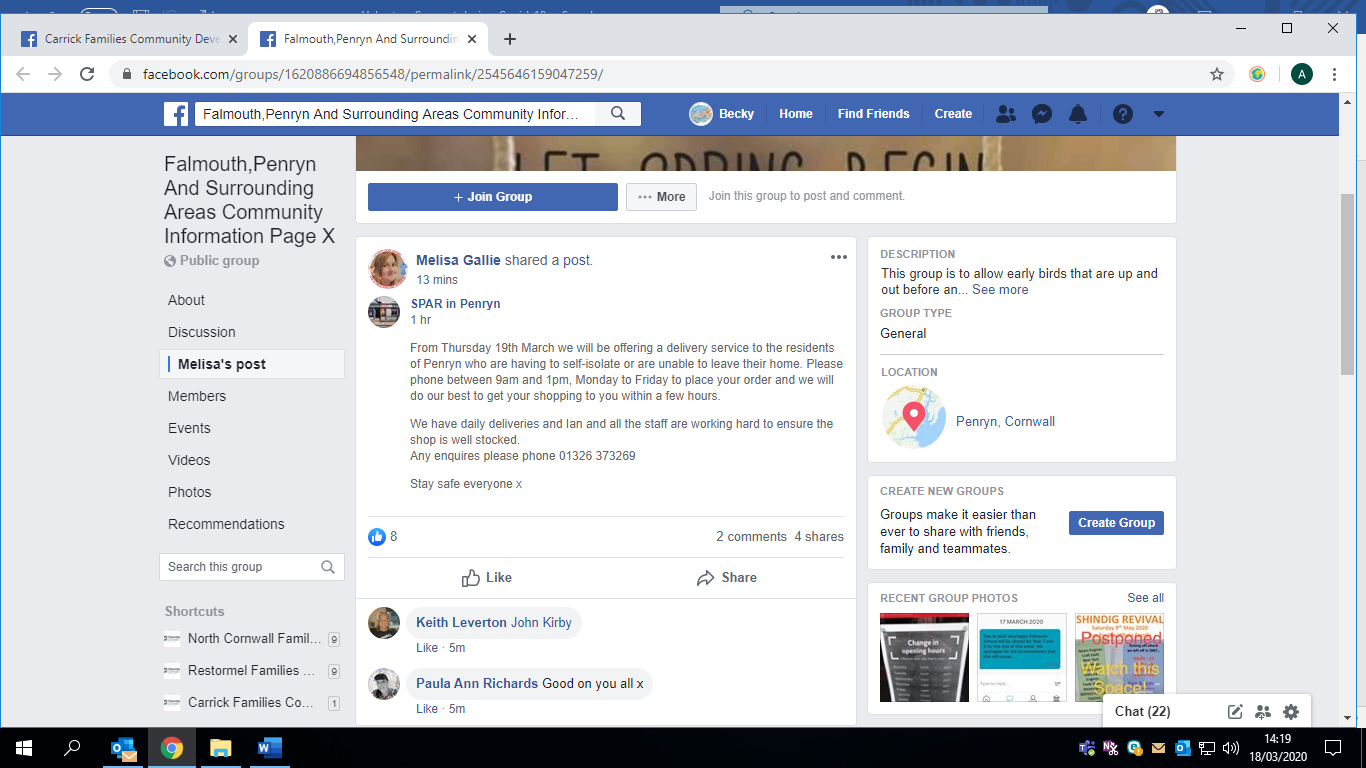 Carrick Families Community Deve
Falmouth,Penryn And Surroundin
facebook.com/groups/1620886694856548/permalink/2545646159047259/
A
Falmouth,Penryn And Surrounding Areas Community Infor...
Becky
Home
Find Friends
Create
LET SPRING BEGIN
Falmouth,Penryn
And Surrounding
Areas Community
Information Page X
Public group
About
Discussion
Melisa's post
Members
Events
Videos
Photos
Recommendations
Search this group
Shortcuts
North Cornwall Famil... 9
Restormel Families ... 9
Carrick Families Co... 1
+ Join Group
••• More
Join this group to post and comment.
Melisa Gallie shared a post.
13 mins
SPAR in Penryn
1 hr
From Thursday 19th March we will be offering a delivery service to the residents
of Penryn who are having to self-isolate or are unable to leave their home. Please
phone between 9am and 1pm, Monday to Friday to place your order and we will
do our best to get your shopping to you within a few hours.
We have daily deliveries and Ian and all the staff are working hard to ensure the
shop is well stocked.
Any enquires please phone 01326 373269
Stay safe everyone x
8
2 comments 4 shares
Like
Share
Keith Leverton John Kirby
Like · 5m
Paula Ann Richards Good on you all x
Like · 5m
DESCRIPTION
This group is to allow early birds that are up and
out before an... See more
GROUP TYPE
General
LOCATION
Penryn, Cornwall
CREATE NEW GROUPS
Groups make it easier than
ever to share with friends,
family and teammates.
Create Group
RECENT GROUP PHOTOS
See all
Change in
opening hours
17 MARCH 2020
SHINDIG REVIVAL
Saturday 9th May 2020
Postponed
Watch this
Space!
Chat (22)
14:19
18/03/2020